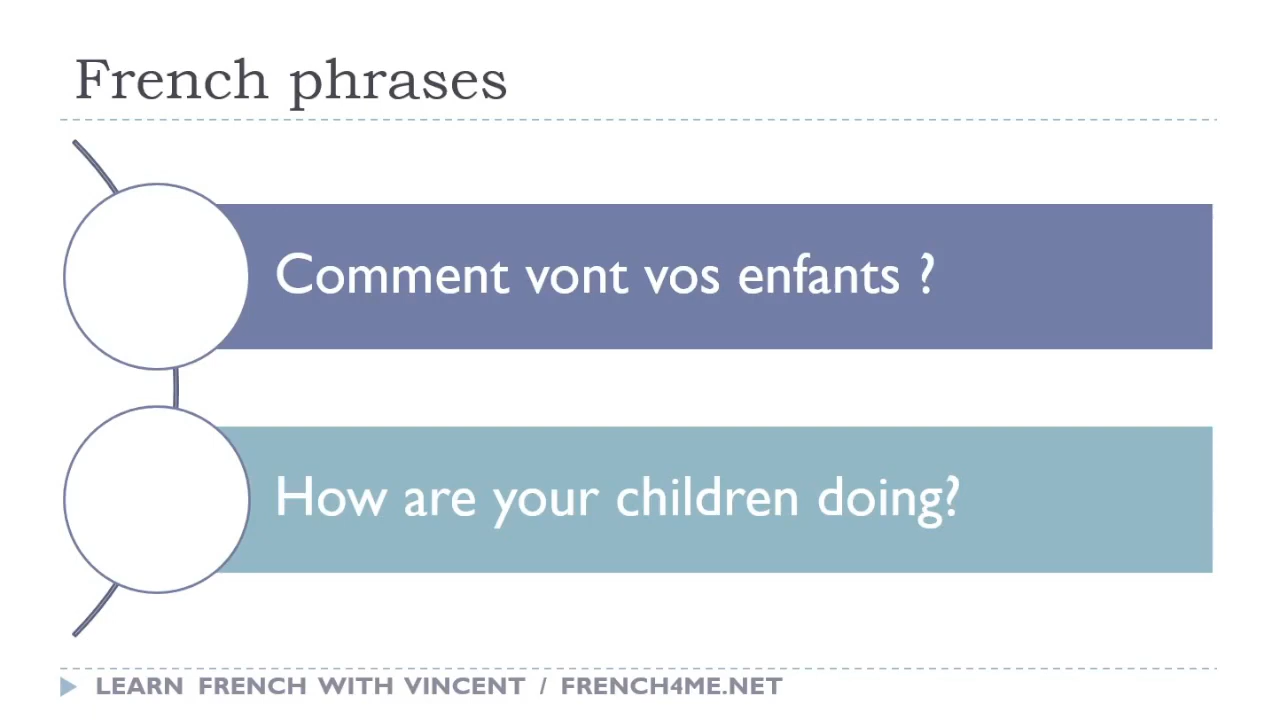 French phrases
Comment vont vos enfants ?
How are your children doing?
LEARN FRENCH WITH VINCENT / FRENCH4ME.NET